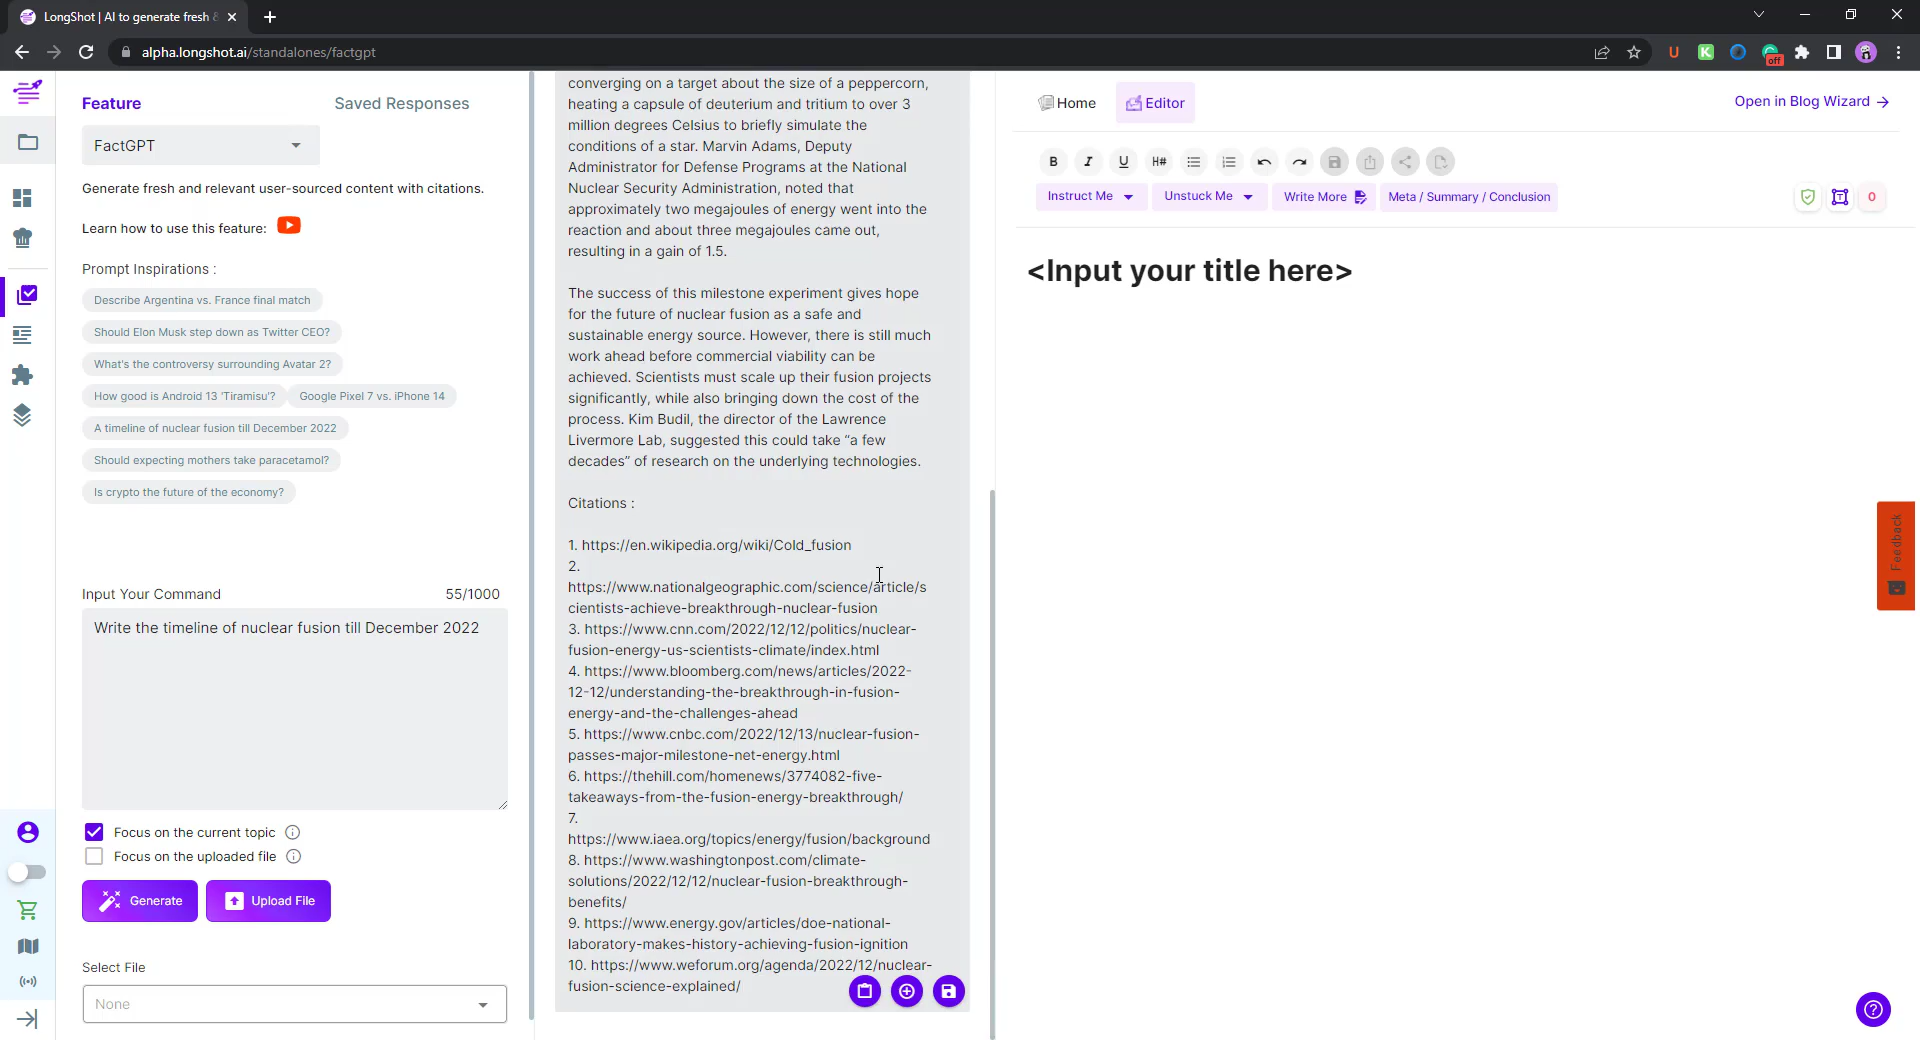 LongShot | AI to generate fresh &
alpha.longshot.ai/standalones/factgpt
off
Feature
Saved Responses
FactGPT
Generate fresh and relevant user-sourced content with citations.
Learn how to use this feature:
Prompt Inspirations :
Describe Argentina vs. France final match
Should Elon Musk step down as Twitter CEO?
What's the controversy surrounding Avatar 2?
How good is Android 13 'Tiramisu'?
Google Pixel 7 vs. iPhone 14
A timeline of nuclear fusion till December 2022
Should expecting mothers take paracetamol?
Is crypto the future of the economy?
Input Your Command
55/1000
Write the timeline of nuclear fusion till December 2022
Focus on the current topic
Focus on the uploaded file
Generate
Upload File
Select File
None
converging on a target about the size of a peppercorn,
heating a capsule of deuterium and tritium to over 3
million degrees Celsius to briefly simulate the
conditions of a star. Marvin Adams, Deputy
Administrator for Defense Programs at the National
Nuclear Security Administration, noted that
approximately two megajoules of energy went into the
reaction and about three megajoules came out,
resulting in a gain of 1.5.
The success of this milestone experiment gives hope
for the future of nuclear fusion as a safe and
sustainable energy source. However, there is still much
work ahead before commercial viability can be
achieved. Scientists must scale up their fusion projects
significantly, while also bringing down the cost of the
process. Kim Budil, the director of the Lawrence
Livermore Lab, suggested this could take “a few
decades” of research on the underlying technologies.
Citations :
1. https://en.wikipedia.org/wiki/Cold_fusion
2.
https://www.nationalgeographic.com/science/article/s
cientists-achieve-breakthrough-nuclear-fusion
3. https://www.cnn.com/2022/12/12/politics/nuclear-
fusion-energy-us-scientists-climate/index.html
4. https://www.bloomberg.com/news/articles/2022-
12-12/understanding-the-breakthrough-in-fusion-
energy-and-the-challenges-ahead
5. https://www.cnbc.com/2022/12/13/nuclear-fusion-
passes-major-milestone-net-energy.html
6. https://thehill.com/homenews/3774082-five-
takeaways-from-the-fusion-energy-breakthrough/
7.
https://www.iaea.org/topics/energy/fusion/background
8. https://www.washingtonpost.com/climate-
solutions/2022/12/12/nuclear-fusion-breakthrough-
benefits/
9. https://www.energy.gov/articles/doe-national-
laboratory-makes-history-achieving-fusion-ignition
10. https://www.weforum.org/agenda/2022/12/nuclear-
fusion-science-explained/
Home
Editor
Open in Blog Wizard
B
I
U
H#
Instruct Me
Unstuck Me
Write More
Meta / Summary / Conclusion
0
<Input your title here>
Feedback